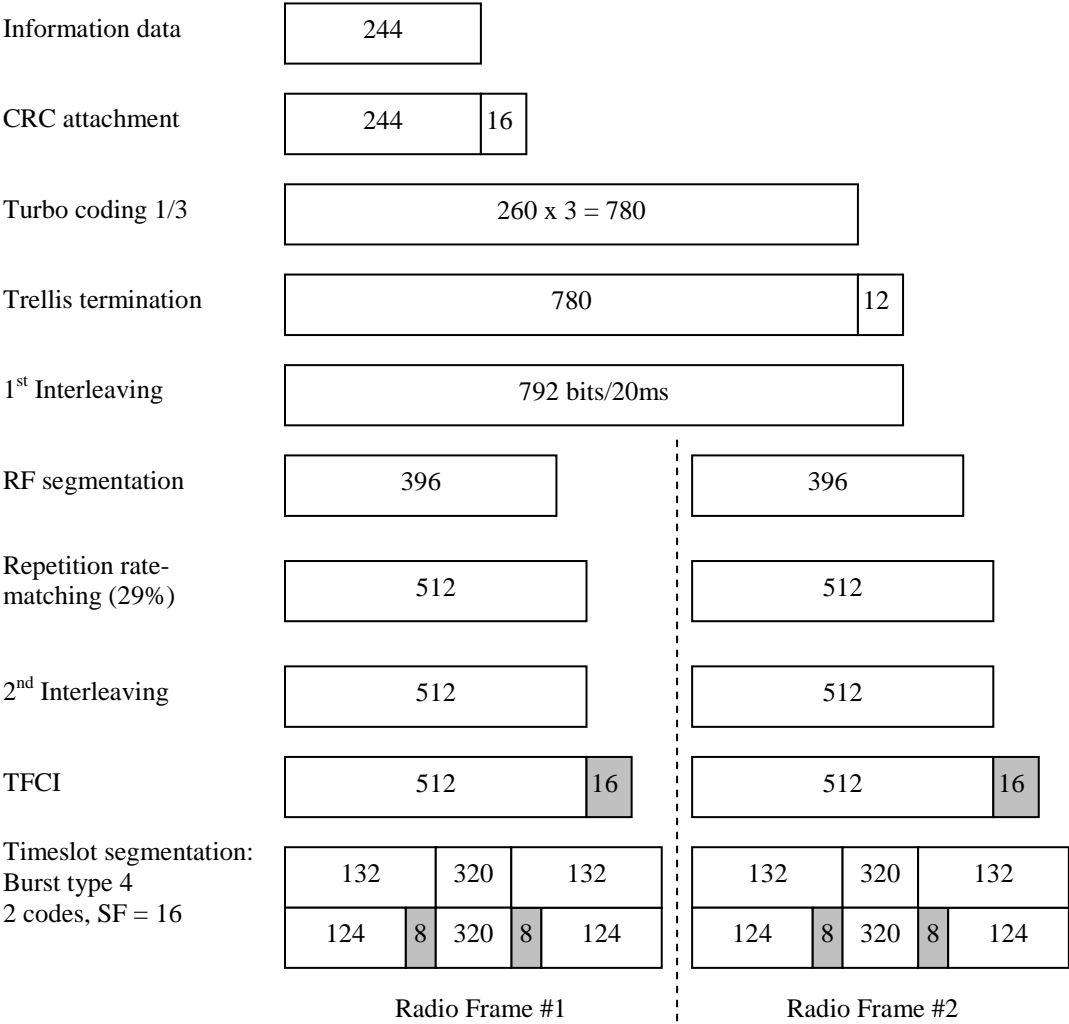 Information data
244
CRC attachment
244 16
Turbo coding 1/3
260 x 3 = 780
Trellis termination
780 12
1st Interleaving
792 bits/20ms
RF segmentation
396 396
Repetition rate-
matching (29%)
512 512
2nd Interleaving
512 512
TFCI
512 16 512 16
Timeslot segmentation:
Burst type 4
2 codes, SF = 16
132 320 132 132 320 132
124 8 320 8 124 124 8 320 8 124
Radio Frame #1 Radio Frame #2